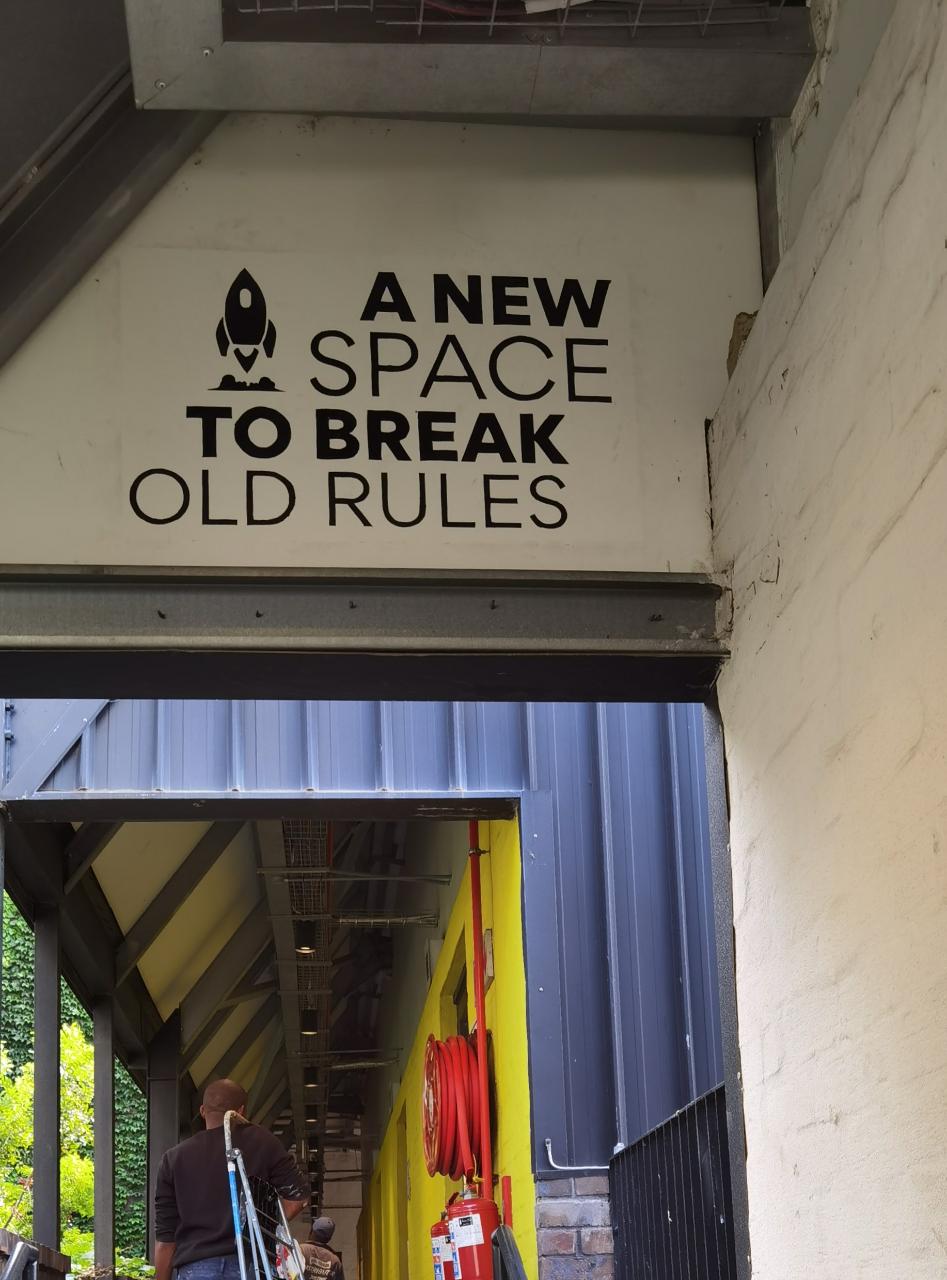 A NEW
SPACE
TO BREAK
OLD RULES